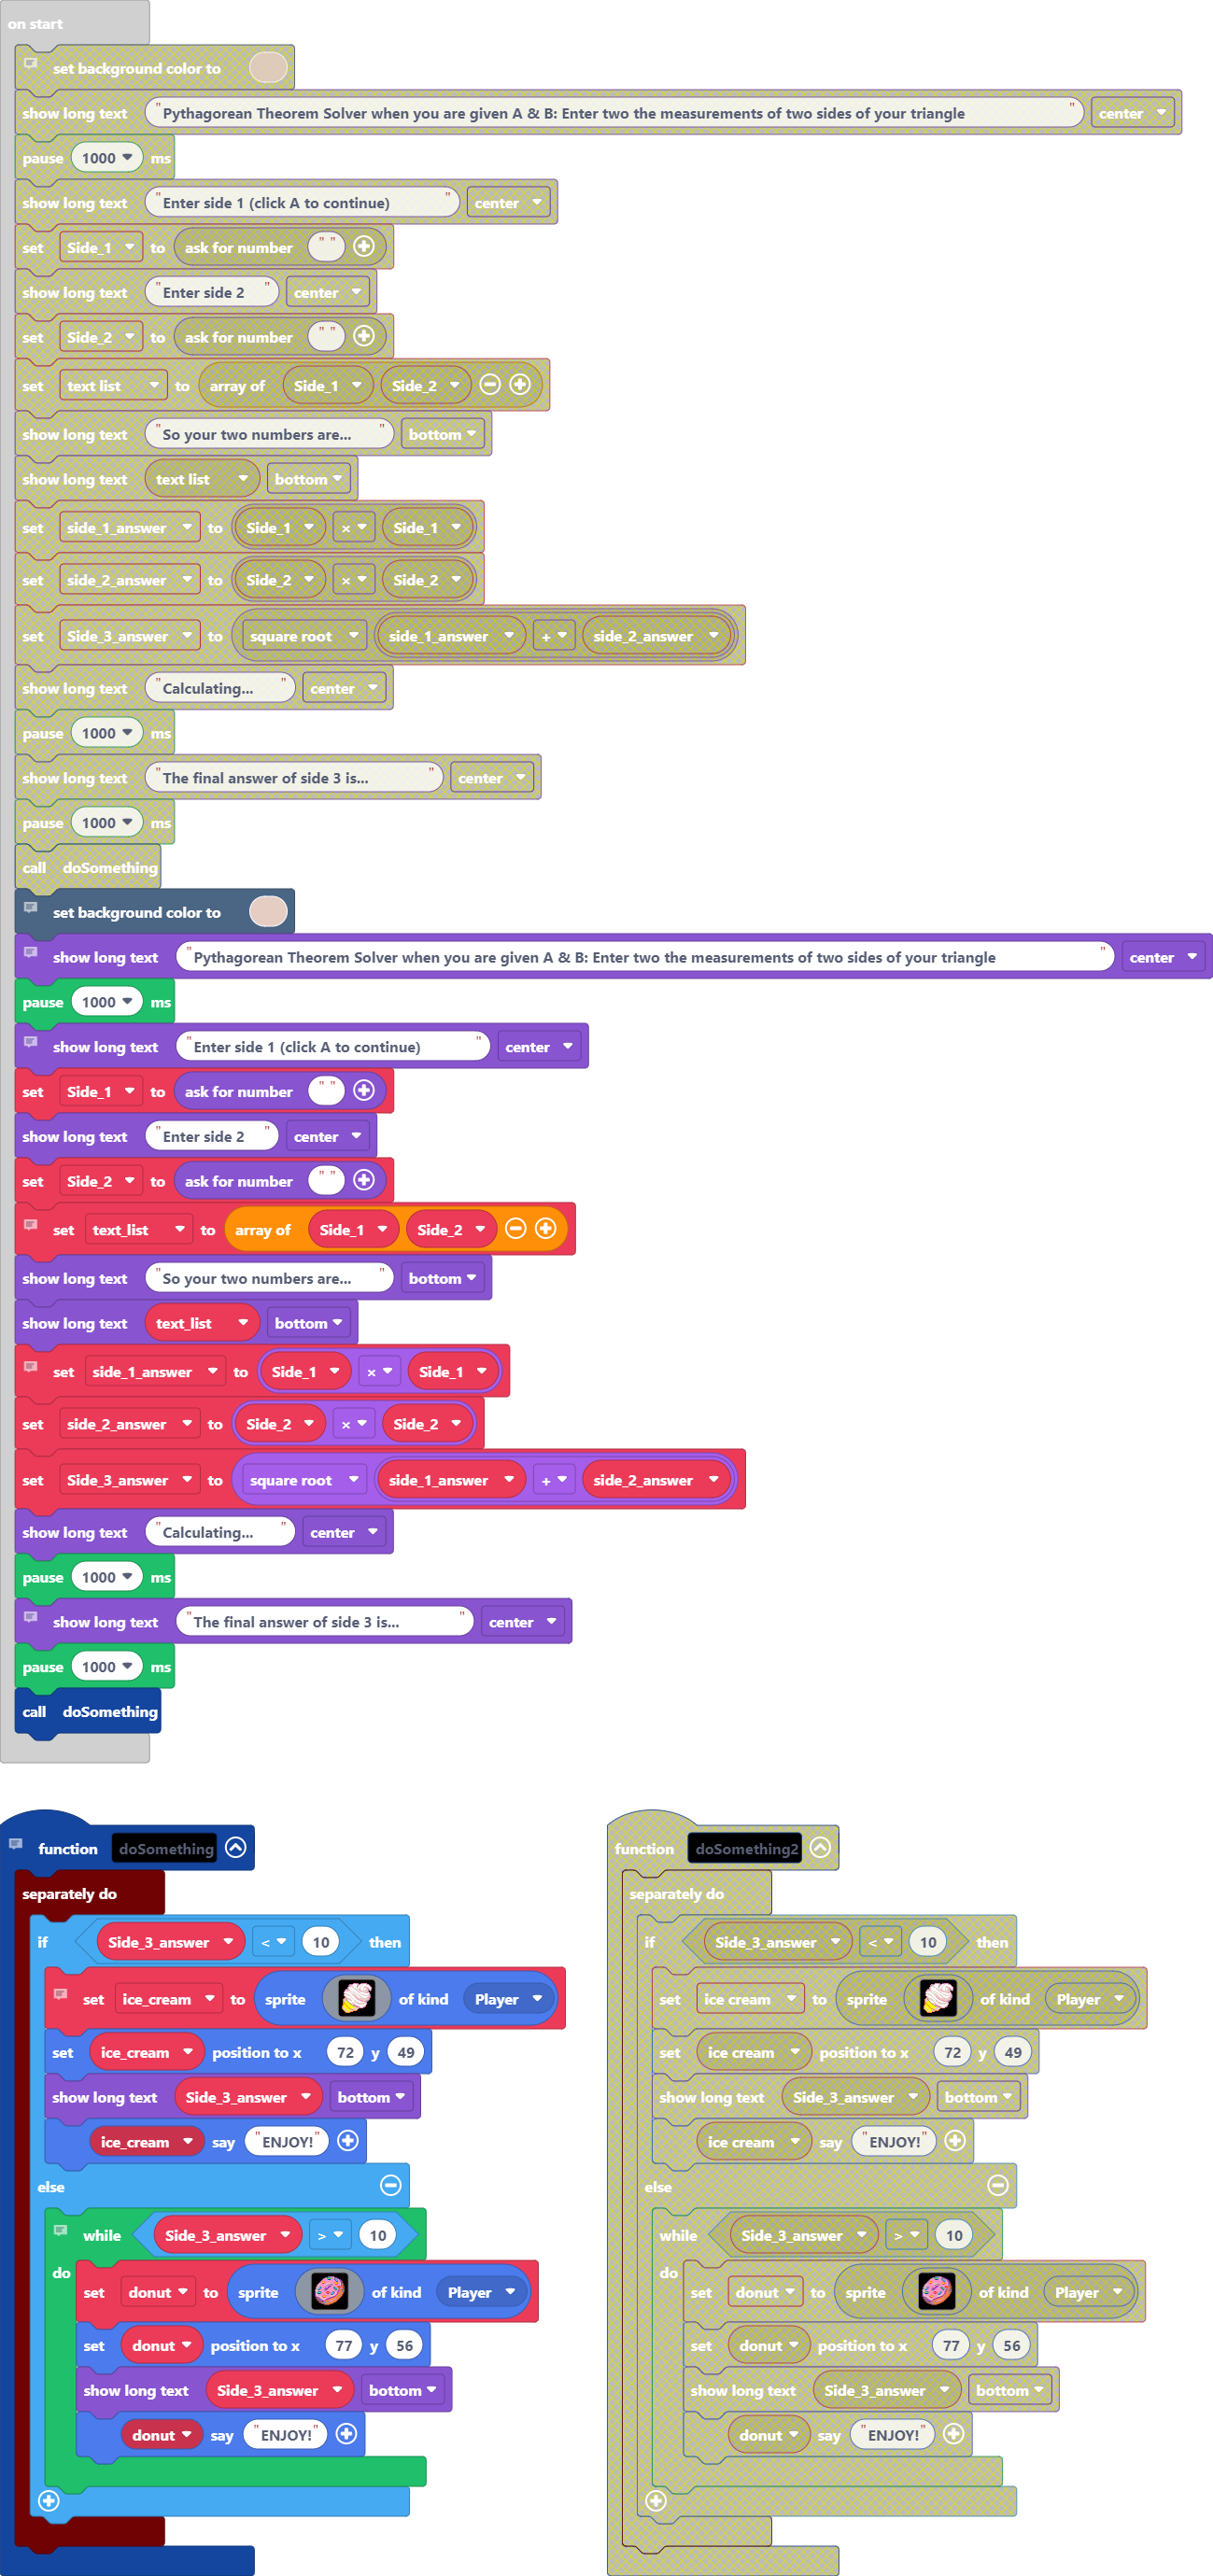 on start
set background color to
show long text "Pythagorean Theorem Solver when you are given A & B: Enter two the measurements of two sides of your triangle" center
pause 1000 ms
show long text "Enter side 1 (click A to continue)" center
set Side_1 to ask for number " "
show long text "Enter side 2" center
set Side_2 to ask for number " "
set text list to array of Side_1 Side_2
show long text "So your two numbers are..." bottom
show long text text list bottom
set side_1_answer to Side_1 × Side_1
set side_2_answer to Side_2 × Side_2
set Side_3_answer to square root side_1_answer + side_2_answer
show long text "Calculating..." center
pause 1000 ms
show long text "The final answer of side 3 is..." center
pause 1000 ms
call doSomething
set background color to
show long text "Pythagorean Theorem Solver when you are given A & B: Enter two the measurements of two sides of your triangle" center
pause 1000 ms
show long text "Enter side 1 (click A to continue)" center
set Side_1 to ask for number " "
show long text "Enter side 2" center
set Side_2 to ask for number " "
set text_list to array of Side_1 Side_2
show long text "So your two numbers are..." bottom
show long text text_list bottom
set side_1_answer to Side_1 × Side_1
set side_2_answer to Side_2 × Side_2
set Side_3_answer to square root side_1_answer + side_2_answer
show long text "Calculating..." center
pause 1000 ms
show long text "The final answer of side 3 is..." center
pause 1000 ms
call doSomething
function doSomething
separately do
if Side_3_answer < 10 then
set ice_cream to sprite of kind Player
set ice_cream position to x 72 y 49
show long text Side_3_answer bottom
ice_cream say "ENJOY!"
else
while Side_3_answer > 10
do
set donut to sprite of kind Player
set donut position to x 77 y 56
show long text Side_3_answer bottom
donut say "ENJOY!"
function doSomething2
separately do
if Side_3_answer < 10 then
set ice cream to sprite of kind Player
set ice cream position to x 72 y 49
show long text Side_3_answer bottom
ice cream say "ENJOY!"
else
while Side_3_answer > 10
do
set donut to sprite of kind Player
set donut position to x 77 y 56
show long text Side_3_answer bottom
donut say "ENJOY!"